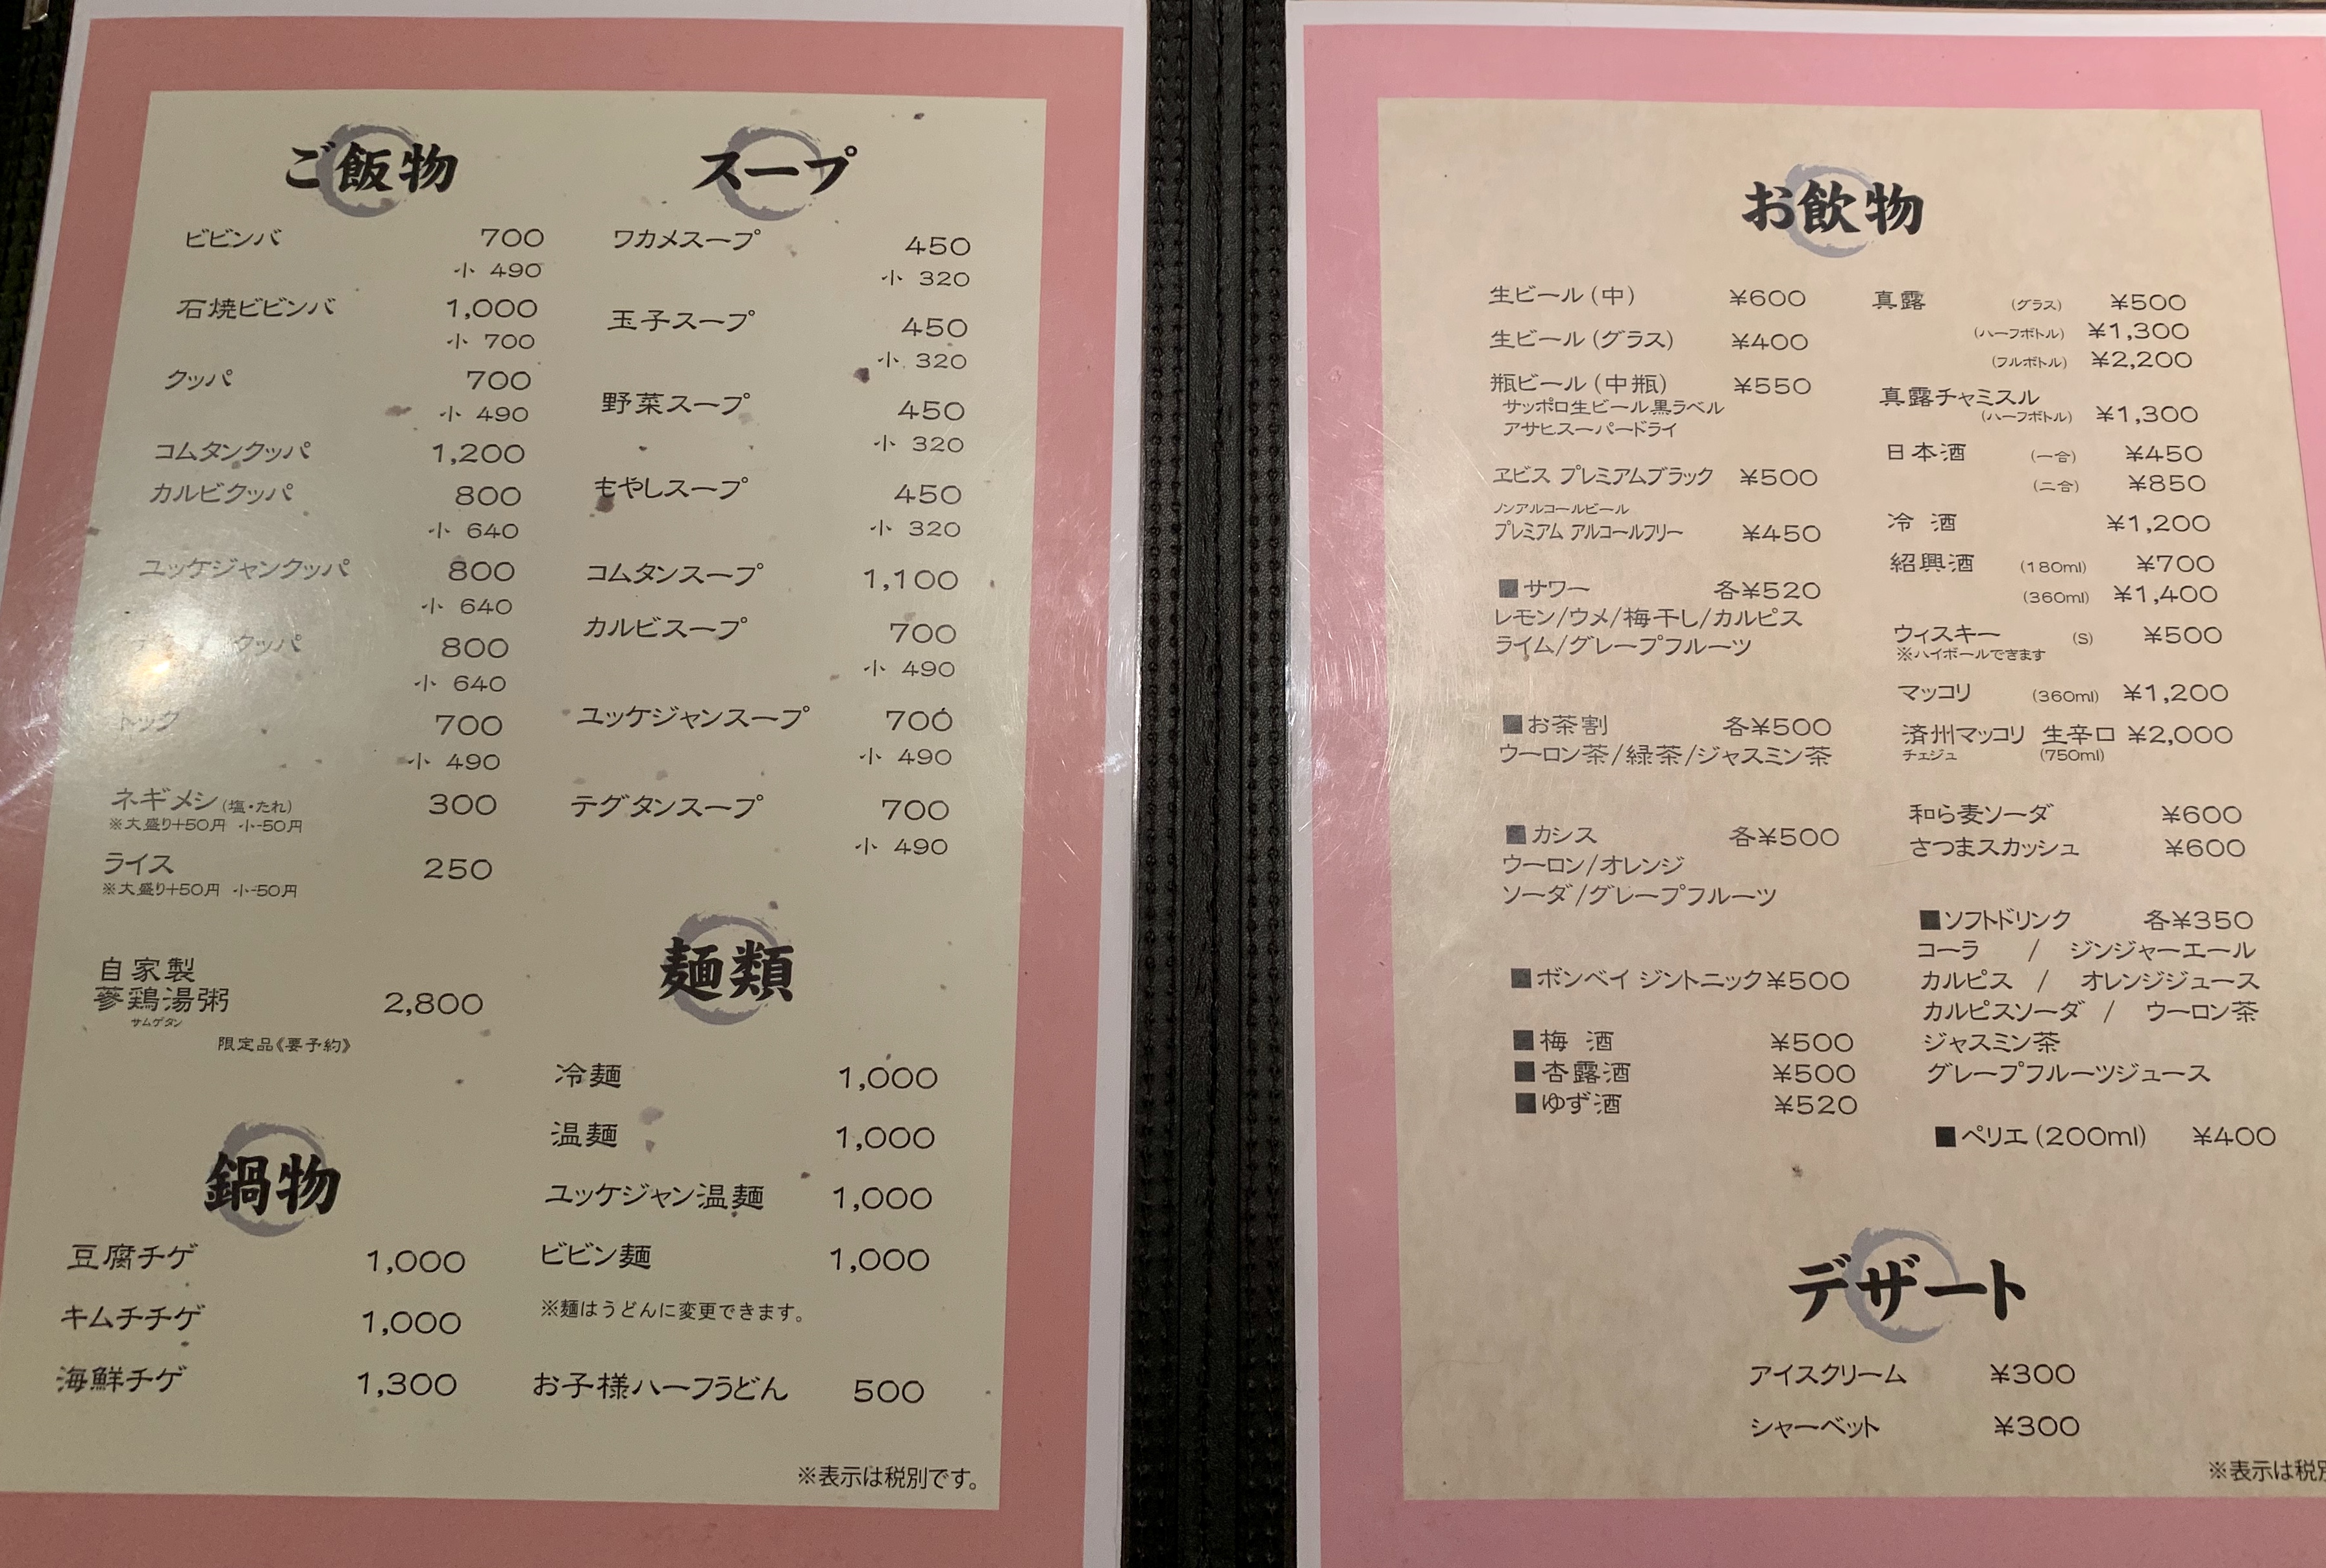 ご飯物
ビビンバ 700
小 490
石焼ビビンバ 1,000
小 700
クッパ 700
小 490
コムタンクッパ 1,200
カルビクッパ 800
小 640
ユッケジャンクッパ 800
小 640
クッパ 800
小 640
トック 700
小 490
ネギメシ(塩・たれ) 300
※大盛り+50円 小-50円
ライス 250
※大盛り+50円 小-50円
自家製
蔘鶏湯粥 2,800
サムゲタン
限定品《要予約》
鍋物
豆腐チゲ 1,000
キムチチゲ 1,000
海鮮チゲ 1,300
スープ
ワカメスープ 450
小 320
玉子スープ 450
小 320
野菜スープ 450
小 320
もやしスープ 450
小 320
コムタンスープ 1,100
カルビスープ 700
小 490
ユッケジャンスープ 700
小 490
テグタンスープ 700
小 490
麺類
冷麺 1,000
温麺 1,000
ユッケジャン温麺 1,000
ビビン麺 1,000
※麺はうどんに変更できます。
お子様ハーフうどん 500
※表示は税別です。
お飲物
生ビール(中) ¥600
生ビール(グラス) ¥400
瓶ビール(中瓶) ¥550
サッポロ生ビール黒ラベル
アサヒスーパードライ
ヱビス プレミアムブラック ¥500
ノンアルコールビール
プレミアム アルコールフリー ¥450
■サワー 各¥520
レモン/ウメ/梅干し/カルピス
ライム/グレープフルーツ
■お茶割 各¥500
ウーロン茶/緑茶/ジャスミン茶
■カシス 各¥500
ウーロン/オレンジ
ソーダ/グレープフルーツ
■ボンベイ ジントニック¥500
■梅 酒 ¥500
■杏露酒 ¥500
■ゆず酒 ¥520
真露 (グラス) ¥500
(ハーフボトル) ¥1,300
(フルボトル) ¥2,200
真露チャミスル
(ハーフボトル) ¥1,300
日本酒 (一合) ¥450
(二合) ¥850
冷 酒 ¥1,200
紹興酒 (180ml) ¥700
(360ml) ¥1,400
ウィスキー (S) ¥500
※ハイボールできます
マッコリ (360ml) ¥1,200
済州マッコリ 生辛口 ¥2,000
チェジュ (750ml)
和ら麦ソーダ ¥600
さつまスカッシュ ¥600
■ソフトドリンク 各¥350
コーラ / ジンジャーエール
カルピス / オレンジジュース
カルピスソーダ / ウーロン茶
ジャスミン茶
グレープフルーツジュース
■ペリエ(200ml) ¥400
デザート
アイスクリーム ¥300
シャーベット ¥300
※表示は税